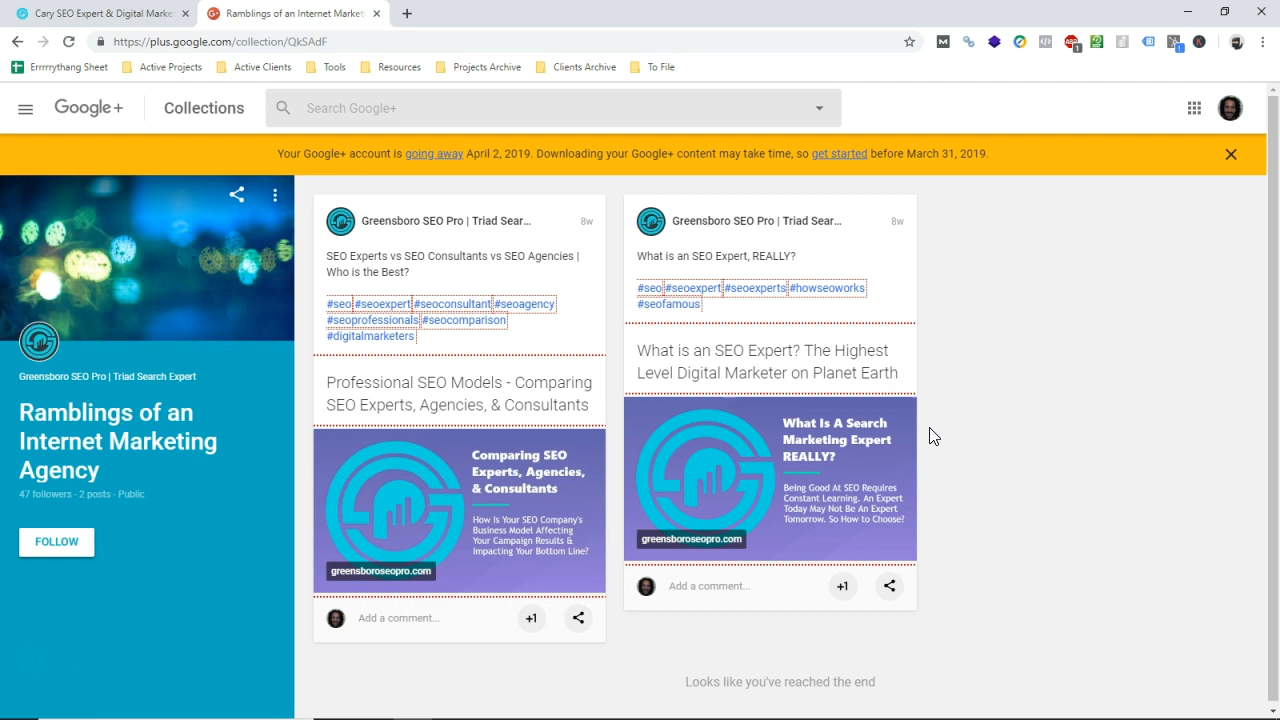 Cary SEO Expert & Digital Marke
Ramblings of an Internet Market
https://plus.google.com/collection/QkSAdF
Errrrrythang Sheet
Active Projects
Active Clients
Tools
Resources
Projects Archive
Clients Archive
To File
Google+
Collections
Search Google+
Your Google+ account is going away April 2, 2019. Downloading your Google+ content may take time, so get started before March 31, 2019.
Greensboro SEO Pro | Triad Search Expert
Ramblings of an
Internet Marketing
Agency
47 followers - 2 posts - Public
FOLLOW
Greensboro SEO Pro | Triad Sear...
8w
SEO Experts vs SEO Consultants vs SEO Agencies |
Who is the Best?
#seo #seoexpert #seoconsultant #seoagency
#seoprofessionals #seocomparison
#digitalmarketers
Professional SEO Models - Comparing
SEO Experts, Agencies, & Consultants
Comparing SEO
Experts, Agencies,
& Consultants
How Is Your SEO Company's
Business Model Affecting
Your Campaign Results &
Impacting Your Bottom Line?
greensboroseopro.com
Add a comment...
+1
Greensboro SEO Pro | Triad Sear...
8w
What is an SEO Expert, REALLY?
#seo #seoexpert #seoexperts #howseoworks
#seofamous
What is an SEO Expert? The Highest
Level Digital Marketer on Planet Earth
What Is A Search
Marketing Expert
REALLY?
Being Good At SEO Requires
Constant Learning. An Expert
Today May Not Be An Expert
Tomorrow. So How to Choose?
greensboroseopro.com
Add a comment...
+1
Looks like you've reached the end